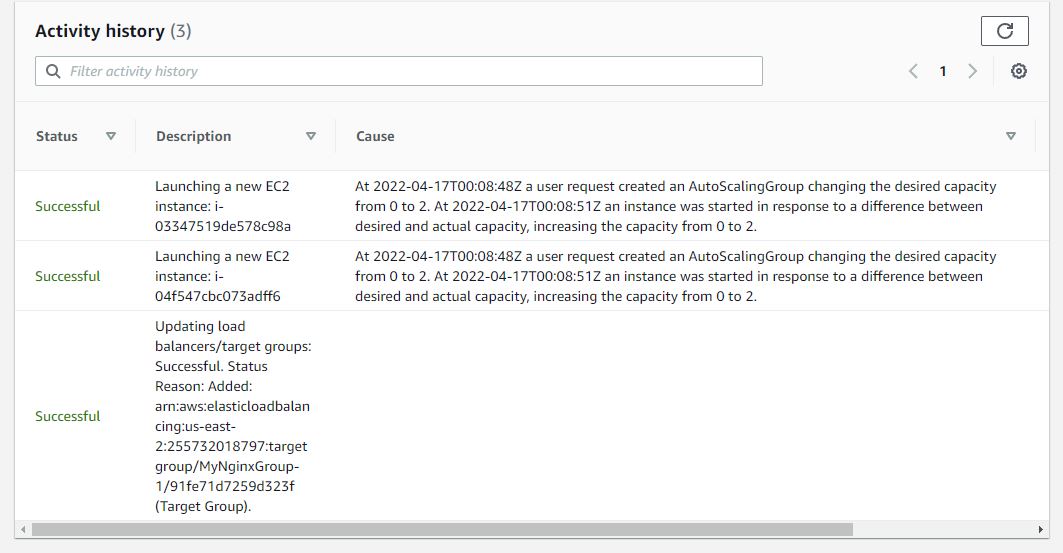 Activity history (3)
Filter activity history
1
Status
Description
Cause
Successful
Launching a new EC2
instance: i-
03347519de578c98a
At 2022-04-17T00:08:48Z a user request created an AutoScalingGroup changing the desired capacity
from 0 to 2. At 2022-04-17T00:08:51Z an instance was started in response to a difference between
desired and actual capacity, increasing the capacity from 0 to 2.
Successful
Launching a new EC2
instance: i-
04f547cbc073adff6
At 2022-04-17T00:08:48Z a user request created an AutoScalingGroup changing the desired capacity
from 0 to 2. At 2022-04-17T00:08:51Z an instance was started in response to a difference between
desired and actual capacity, increasing the capacity from 0 to 2.
Successful
Updating load
balancers/target groups:
Successful. Status
Reason: Added:
arn:aws:elasticloadbalan
cing:us-east-
2:255732018797:target
group/MyNginxGroup-
1/91fe71d7259d323f
(Target Group).